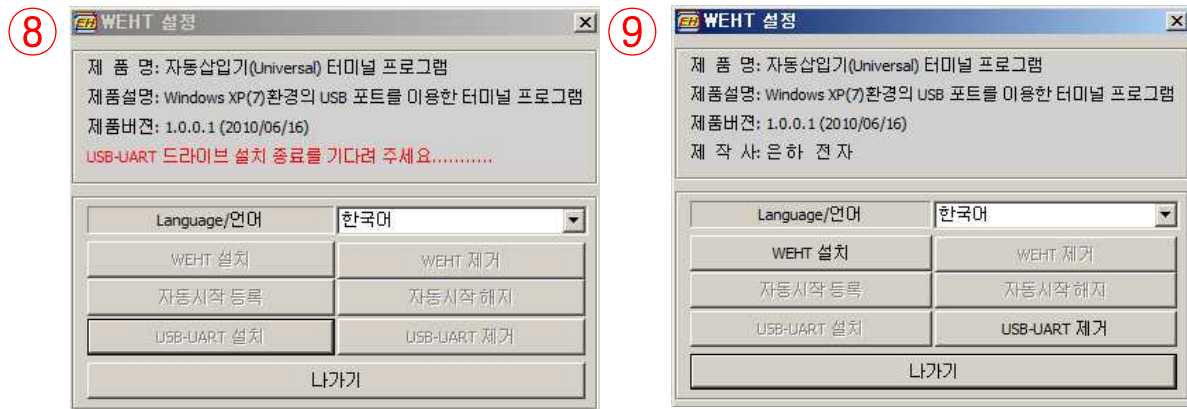 ⑧
EH WEHT 설정
제 품 명: 자동삽입기(Universal) 터미널 프로그램
제품설명: Windows XP(7)환경의 USB 포트를 이용한 터미널 프로그램
제품버젼: 1.0.0.1 (2010/06/16)
USB-UART 드라이브 설치 종료를 기다려 주세요...........
Language/언어 한국어
WEHT 설치 WEHT 제거
자동시작 등록 자동시작 해지
USB-UART 설치 USB-UART 제거
나가기
⑨
EH WEHT 설정
제 품 명: 자동삽입기(Universal) 터미널 프로그램
제품설명: Windows XP(7)환경의 USB 포트를 이용한 터미널 프로그램
제품버젼: 1.0.0.1 (2010/06/16)
제 작 사: 은하 전자
Language/언어 한국어
WEHT 설치 WEHT 제거
자동시작 등록 자동시작 해지
USB-UART 설치 USB-UART 제거
나가기